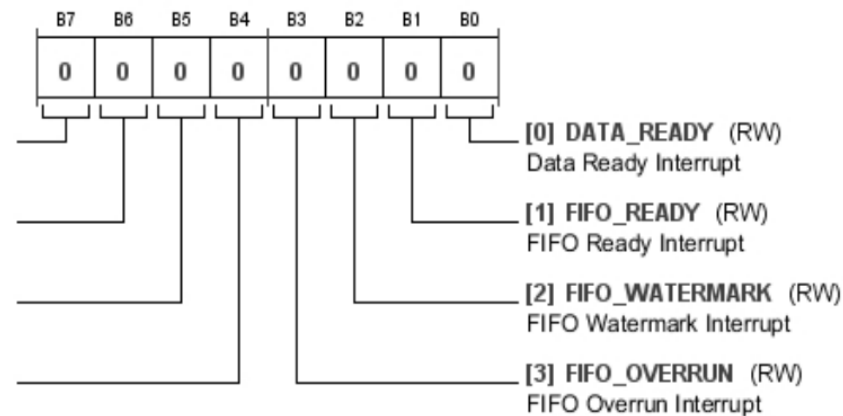 B7 B6 B5 B4 B3 B2 B1 B0
0 0 0 0 0 0 0 0
[0] DATA_READY (RW)
Data Ready Interrupt
[1] FIFO_READY (RW)
FIFO Ready Interrupt
[2] FIFO_WATERMARK (RW)
FIFO Watermark Interrupt
[3] FIFO_OVERRUN (RW)
FIFO Overrun Interrupt